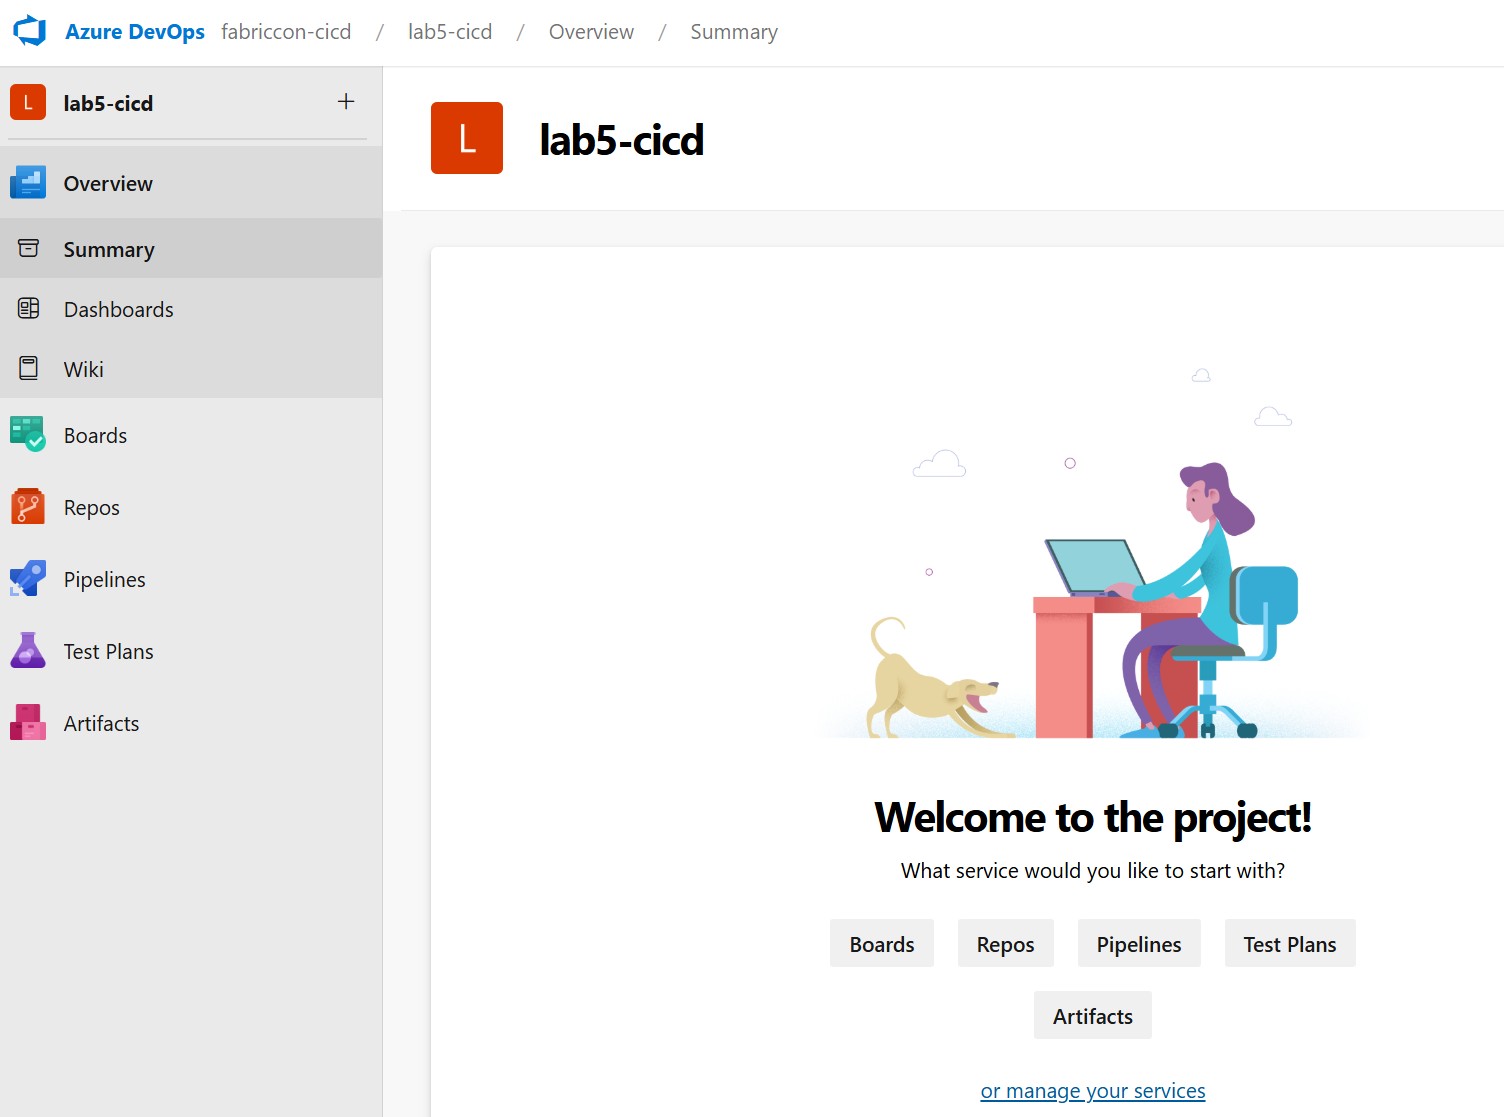 Azure DevOps fabriccon-cicd / lab5-cicd / Overview / Summary
L lab5-cicd +
Overview
Summary
Dashboards
Wiki
Boards
Repos
Pipelines
Test Plans
Artifacts
L lab5-cicd
Welcome to the project!
What service would you like to start with?
Boards Repos Pipelines Test Plans
Artifacts
or manage your services